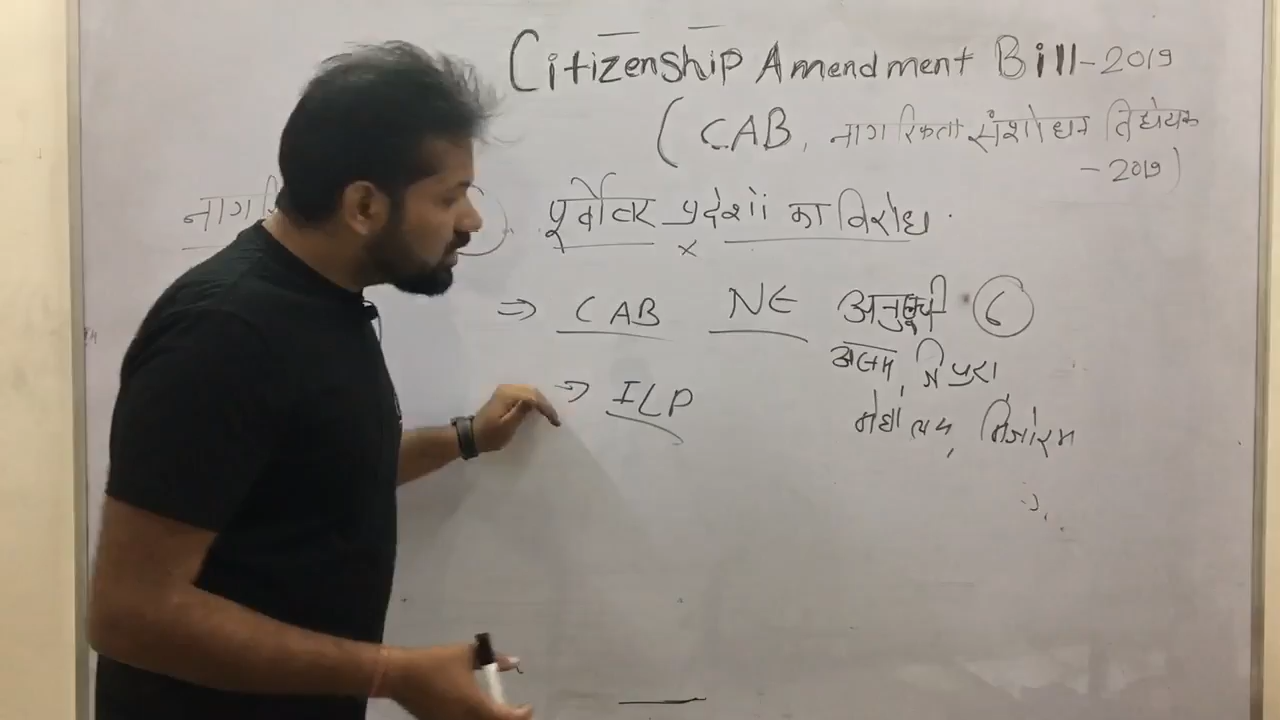 Citizenship Amendment Bill-2019
(CAB, नागरिकता संशोधन विधेयक
- 2019)
पूर्वोत्तर प्रदेशों का विरोध
⇒ CAB NE अनुसूची 6
असम, त्रिपुरा
→ ILP
मेघालय, मिजोरम